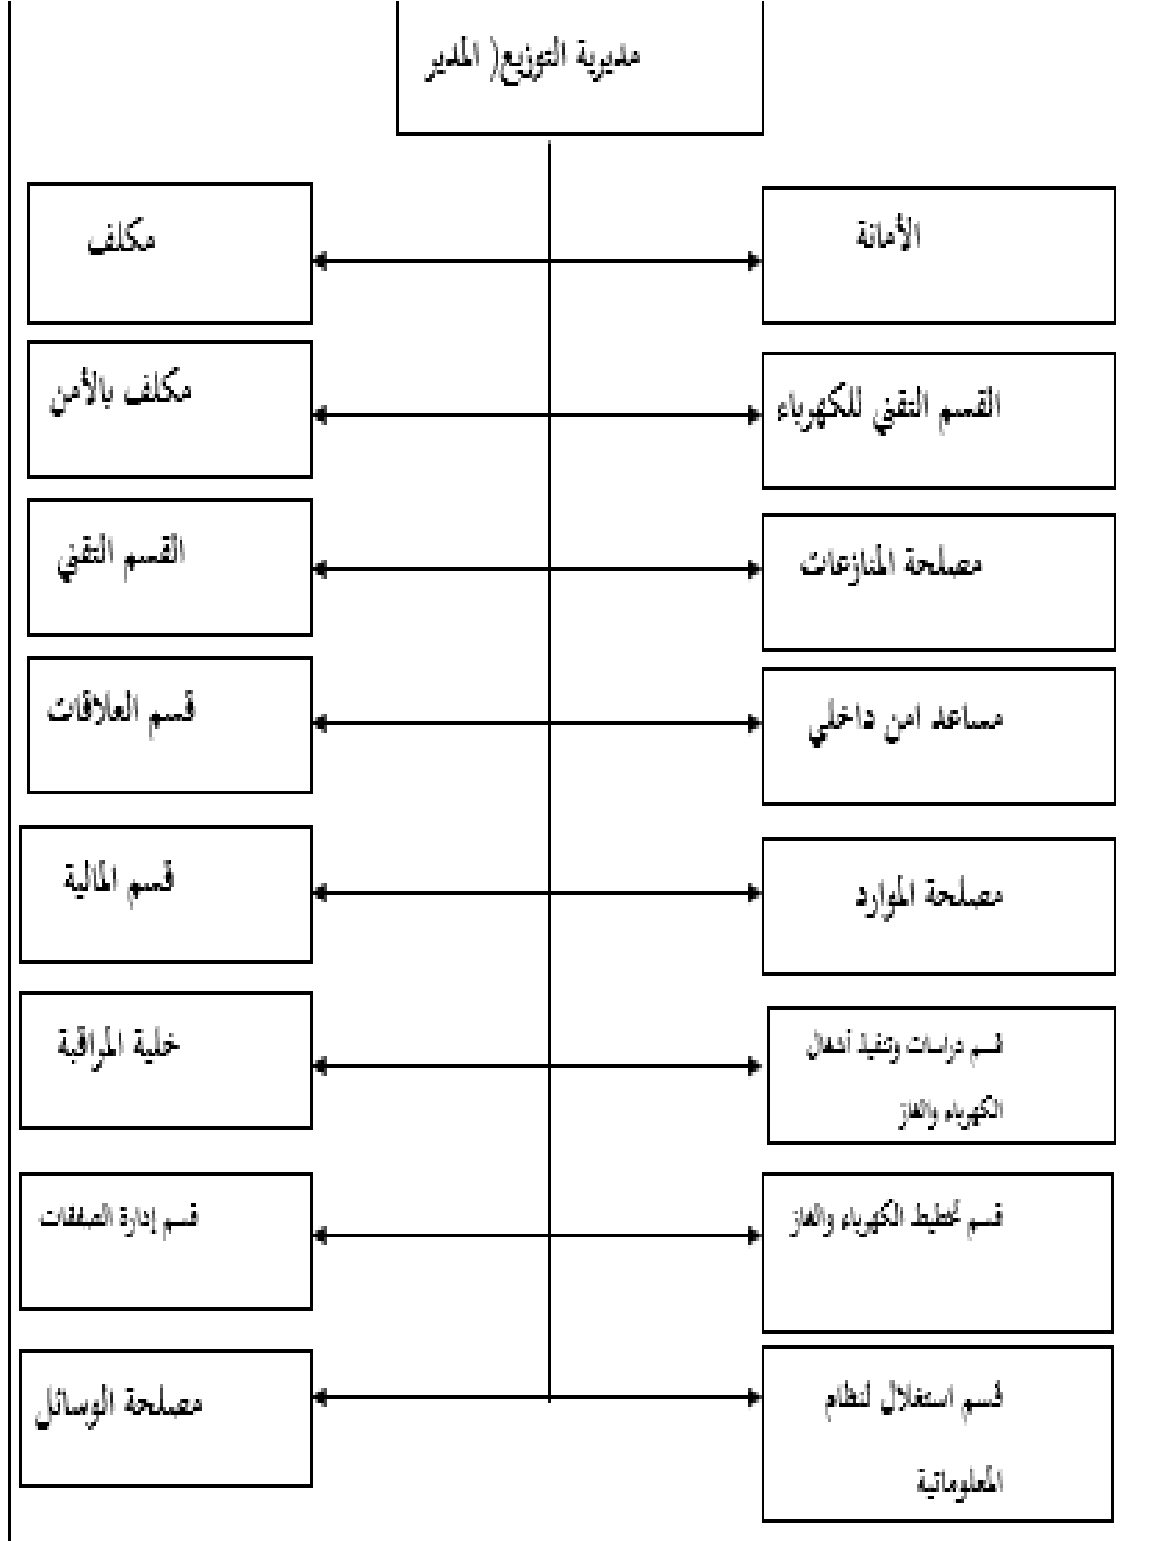 مديرية التوزيع( المدير
الأمانة
مكلف
القسم التقني للكهرباء
مكلف بالأمن
مصلحة المنازعات
القسم التقني
مساعد امن داخلي
قسم العلاقات
مصلحة الموارد
قسم المالية
قسم دراسات وتنفيذ أشغال
الكهرباء والغاز
خلية المراقبة
قسم تخطيط الكهرباء والغاز
قسم إدارة الصفقات
قسم استغلال لنظام
المعلوماتية
مصلحة الوسائل